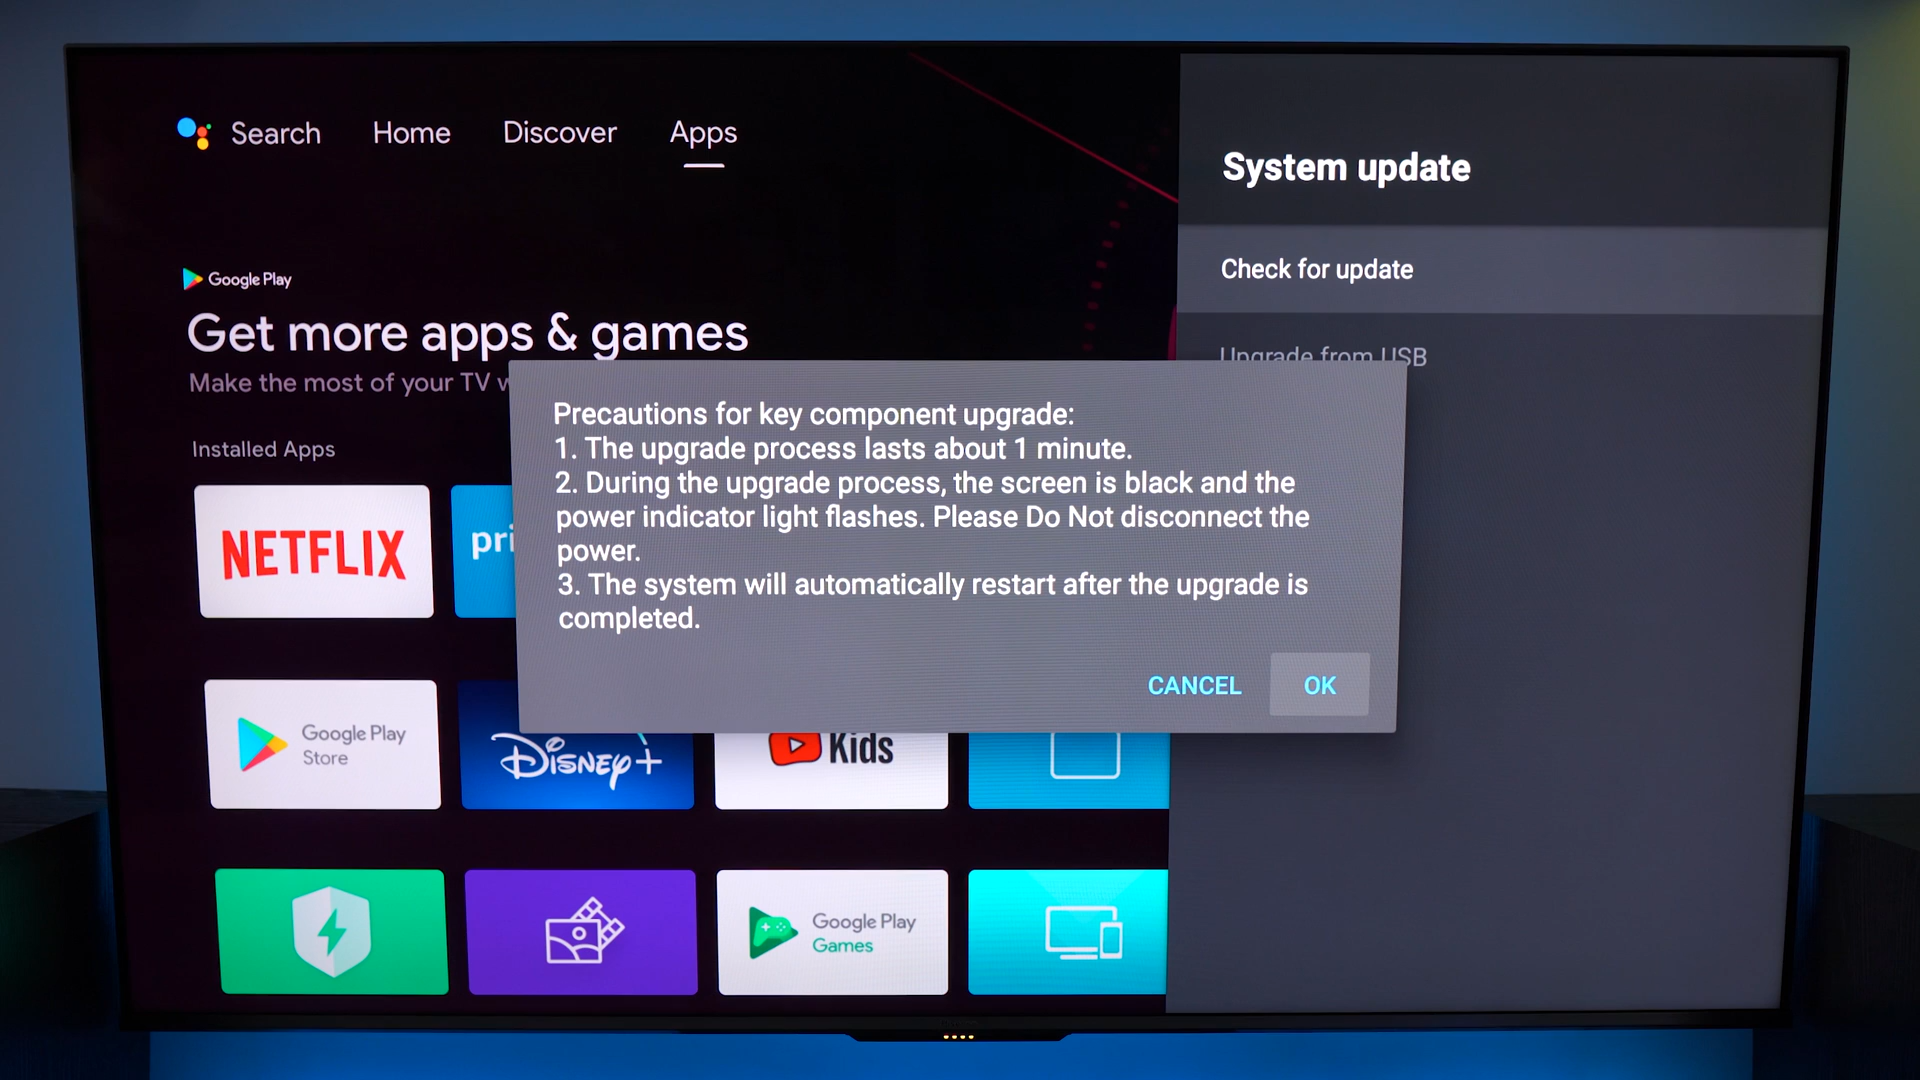 Search Home Discover Apps
Google Play
Get more apps & games
Make the most of your TV
Installed Apps
NETFLIX
Google Play
Store
Disney+
Kids
Google Play
Games
System update
Check for update
Upgrade from USB
Precautions for key component upgrade:
1. The upgrade process lasts about 1 minute.
2. During the upgrade process, the screen is black and the
power indicator light flashes. Please Do Not disconnect the
power.
3. The system will automatically restart after the upgrade is
completed.
CANCEL OK